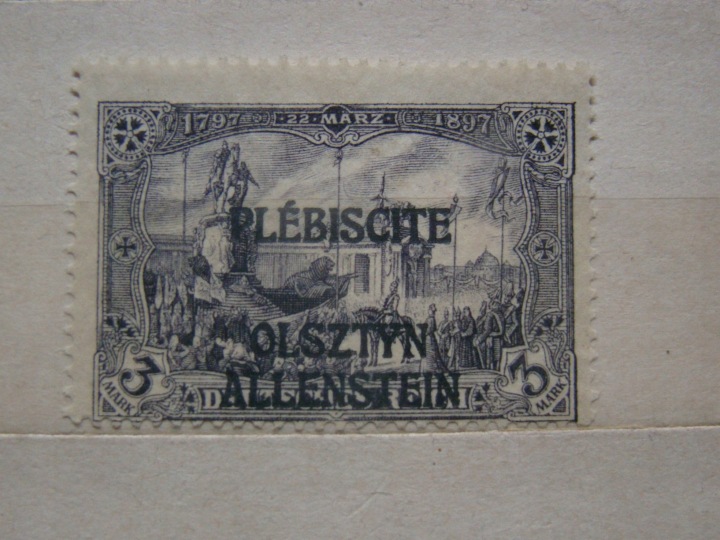 1797 · 22 · MÄRZ · 1897
PLÉBISCITE
OLSZTYN
ALLENSTEIN
3 MARK
3 MARK